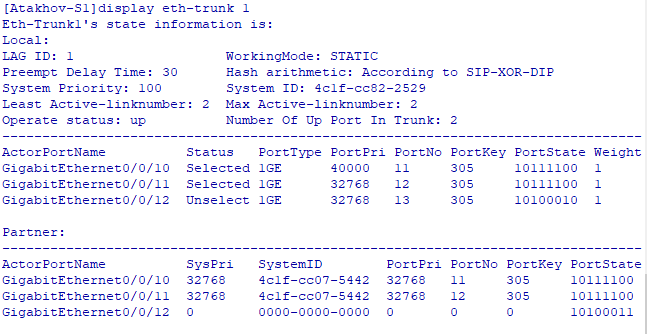 [Atakhov-S1]display eth-trunk 1
Eth-Trunk1's state information is:
Local:
LAG ID: 1 WorkingMode: STATIC
Preempt Delay Time: 30 Hash arithmetic: According to SIP-XOR-DIP
System Priority: 100 System ID: 4c1f-cc82-2529
Least Active-linknumber: 2 Max Active-linknumber: 2
Operate status: up Number Of Up Port In Trunk: 2
--------------------------------------------------------------------------------
ActorPortName Status PortType PortPri PortNo PortKey PortState Weight
GigabitEthernet0/0/10 Selected 1GE 40000 11 305 10111100 1
GigabitEthernet0/0/11 Selected 1GE 32768 12 305 10111100 1
GigabitEthernet0/0/12 Unselect 1GE 32768 13 305 10100010 1
Partner:
--------------------------------------------------------------------------------
ActorPortName SysPri SystemID PortPri PortNo PortKey PortState
GigabitEthernet0/0/10 32768 4c1f-cc07-5442 32768 11 305 10111100
GigabitEthernet0/0/11 32768 4c1f-cc07-5442 32768 12 305 10111100
GigabitEthernet0/0/12 0 0000-0000-0000 0 0 0 10100011